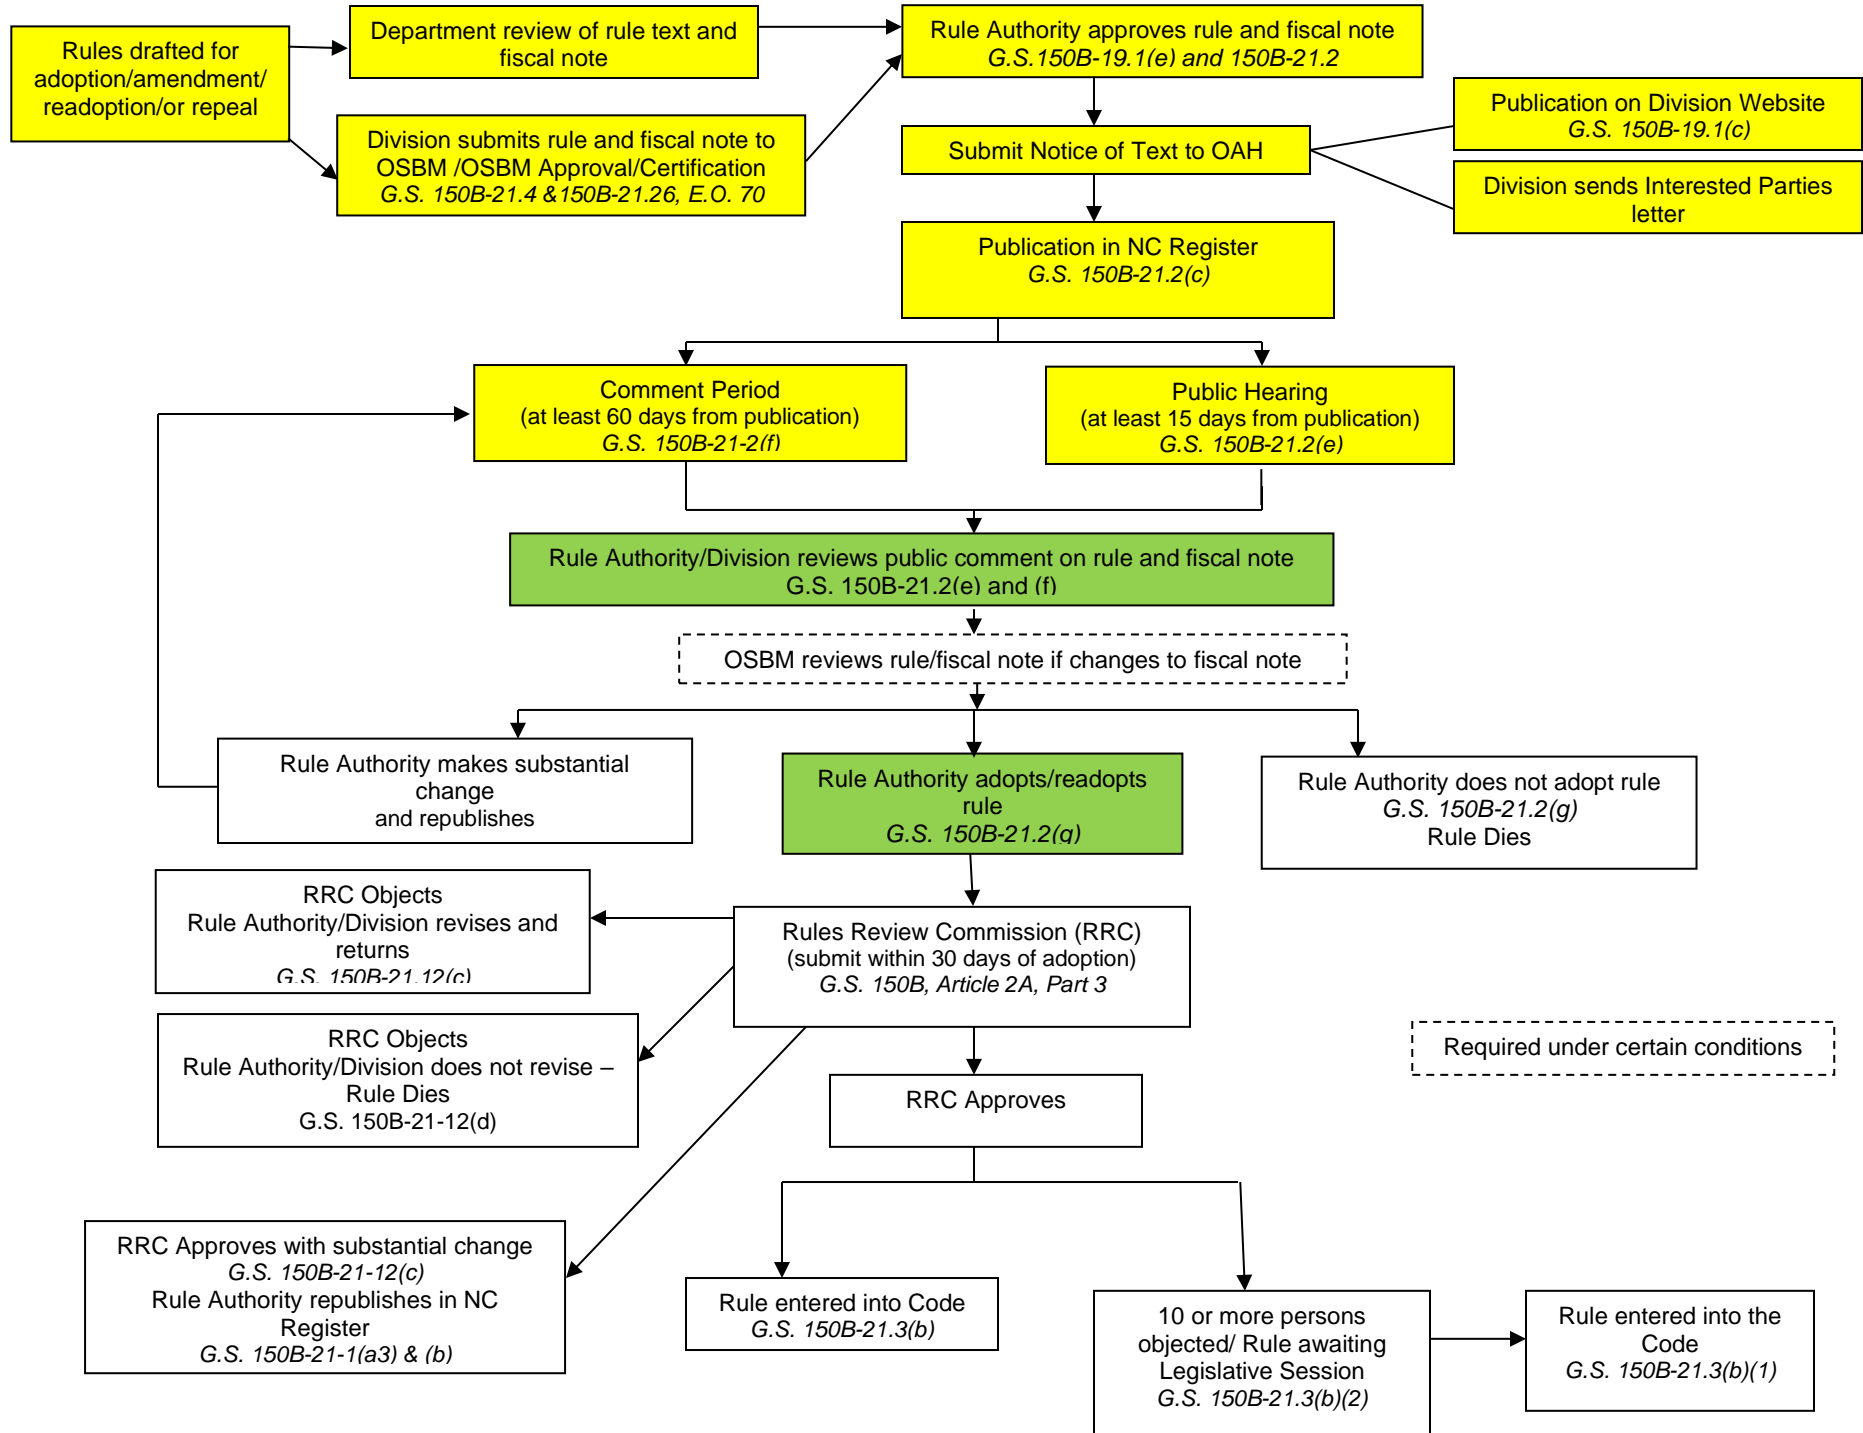 Rules drafted for
adoption/amendment/
readoption/or repeal
Department review of rule text and
fiscal note
Division submits rule and fiscal note to
OSBM /OSBM Approval/Certification
G.S. 150B-21.4 &150B-21.26, E.O. 70
Rule Authority approves rule and fiscal note
G.S.150B-19.1(e) and 150B-21.2
Submit Notice of Text to OAH
Publication on Division Website
G.S. 150B-19.1(c)
Division sends Interested Parties
letter
Publication in NC Register
G.S. 150B-21.2(c)
Comment Period
(at least 60 days from publication)
G.S. 150B-21-2(f)
Public Hearing
(at least 15 days from publication)
G.S. 150B-21.2(e)
Rule Authority/Division reviews public comment on rule and fiscal note
G.S. 150B-21.2(e) and (f)
OSBM reviews rule/fiscal note if changes to fiscal note
Rule Authority makes substantial
change
and republishes
Rule Authority adopts/readopts
rule
G.S. 150B-21.2(g)
Rule Authority does not adopt rule
G.S. 150B-21.2(g)
Rule Dies
RRC Objects
Rule Authority/Division revises and
returns
G.S. 150B-21.12(c)
Rules Review Commission (RRC)
(submit within 30 days of adoption)
G.S. 150B, Article 2A, Part 3
RRC Objects
Rule Authority/Division does not revise –
Rule Dies
G.S. 150B-21-12(d)
Required under certain conditions
RRC Approves
RRC Approves with substantial change
G.S. 150B-21-12(c)
Rule Authority republishes in NC
Register
G.S. 150B-21-1(a3) & (b)
Rule entered into Code
G.S. 150B-21.3(b)
10 or more persons
objected/ Rule awaiting
Legislative Session
G.S. 150B-21.3(b)(2)
Rule entered into the
Code
G.S. 150B-21.3(b)(1)